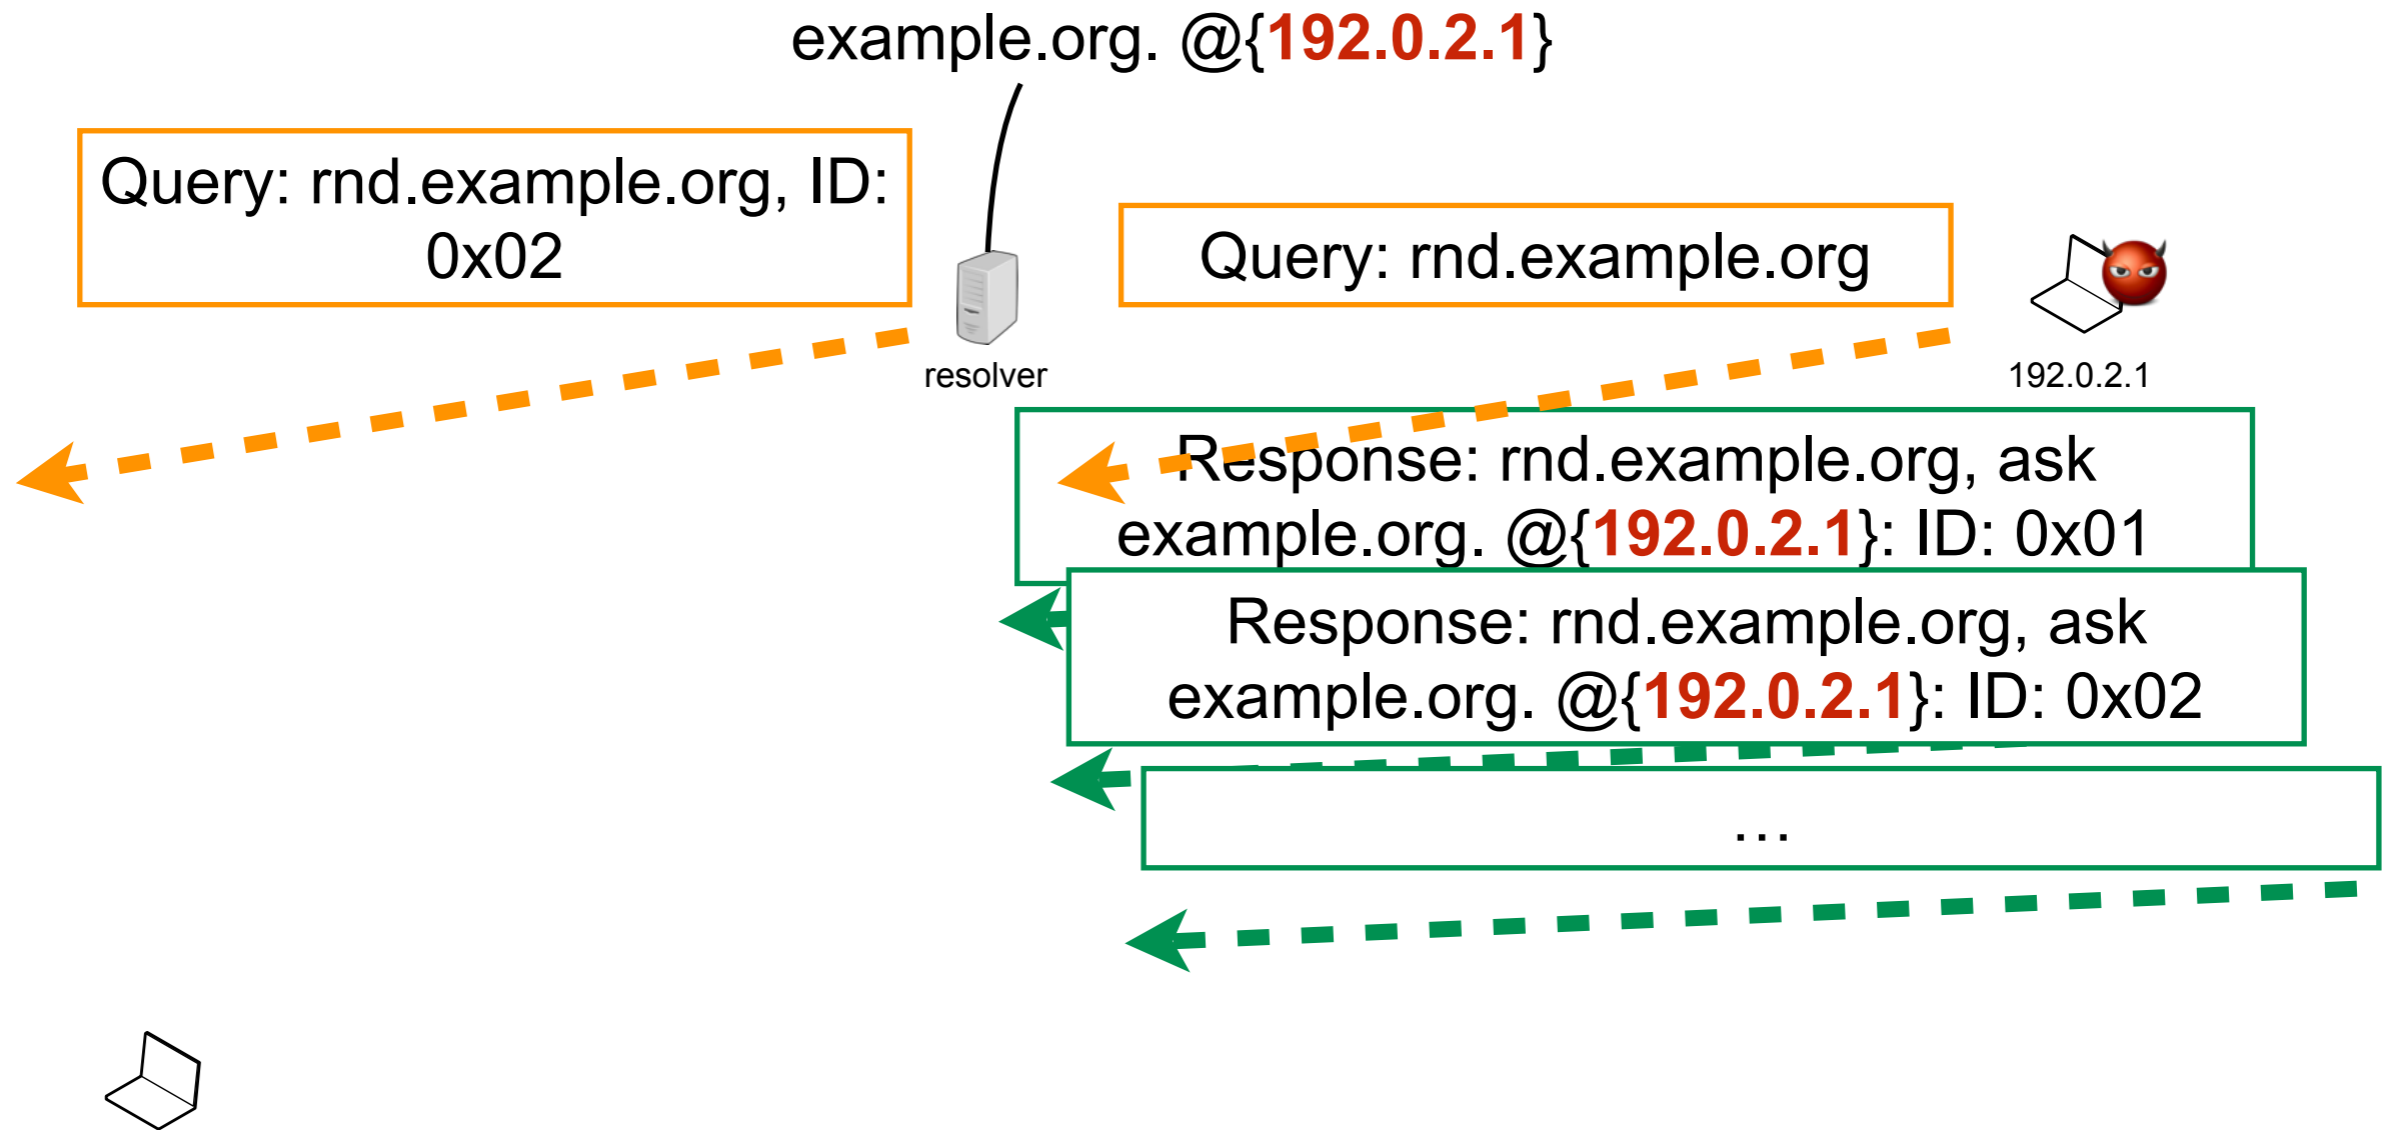 example.org. @{192.0.2.1}
Query: rnd.example.org, ID:
0x02
Query: rnd.example.org
resolver
192.0.2.1
Response: rnd.example.org, ask
example.org. @{192.0.2.1}: ID: 0x01
Response: rnd.example.org, ask
example.org. @{192.0.2.1}: ID: 0x02
…